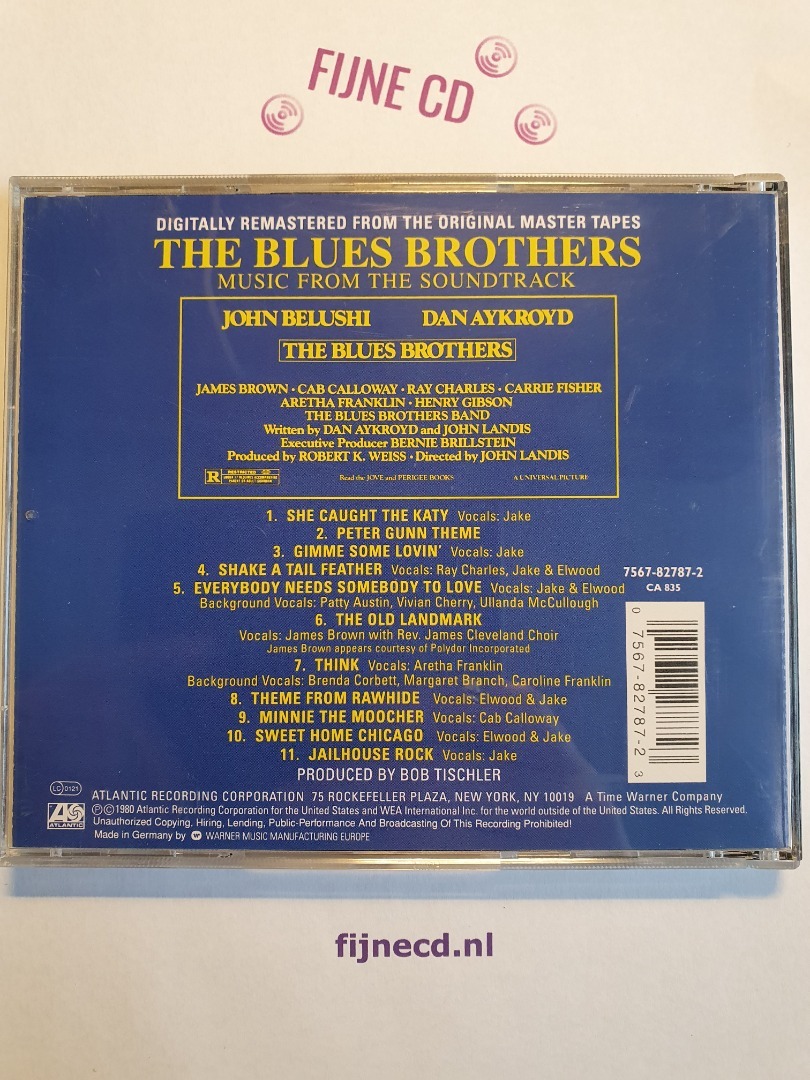 FIJNE CD
DIGITALLY REMASTERED FROM THE ORIGINAL MASTER TAPES
THE BLUES BROTHERS
MUSIC FROM THE SOUNDTRACK
JOHN BELUSHI DAN AYKROYD
THE BLUES BROTHERS
JAMES BROWN · CAB CALLOWAY · RAY CHARLES · CARRIE FISHER
ARETHA FRANKLIN · HENRY GIBSON
THE BLUES BROTHERS BAND
Written by DAN AYKROYD and JOHN LANDIS
Executive Producer BERNIE BRILLSTEIN
Produced by ROBERT K. WEISS · Directed by JOHN LANDIS
R RESTRICTED
Read the JOVE and PERIGEE BOOKS A UNIVERSAL PICTURE
1. SHE CAUGHT THE KATY Vocals: Jake
2. PETER GUNN THEME
3. GIMME SOME LOVIN' Vocals: Jake
4. SHAKE A TAIL FEATHER Vocals: Ray Charles, Jake & Elwood
5. EVERYBODY NEEDS SOMEBODY TO LOVE Vocals: Jake & Elwood
Background Vocals: Patty Austin, Vivian Cherry, Ullanda McCullough
6. THE OLD LANDMARK
Vocals: James Brown with Rev. James Cleveland Choir
James Brown appears courtesy of Polydor Incorporated
7. THINK Vocals: Aretha Franklin
Background Vocals: Brenda Corbett, Margaret Branch, Caroline Franklin
8. THEME FROM RAWHIDE Vocals: Elwood & Jake
9. MINNIE THE MOOCHER Vocals: Cab Calloway
10. SWEET HOME CHICAGO Vocals: Elwood & Jake
11. JAILHOUSE ROCK Vocals: Jake
PRODUCED BY BOB TISCHLER
7567-82787-2
CA 835
0 7567-82787-2 3
LC 0121
ATLANTIC
ATLANTIC RECORDING CORPORATION 75 ROCKEFELLER PLAZA, NEW YORK, NY 10019 A Time Warner Company
℗©1980 Atlantic Recording Corporation for the United States and WEA International Inc. for the world outside of the United States. All Rights Reserved.
Unauthorized Copying, Hiring, Lending, Public-Performance And Broadcasting Of This Recording Prohibited!
Made in Germany by WARNER MUSIC MANUFACTURING EUROPE
fijnecd.nl